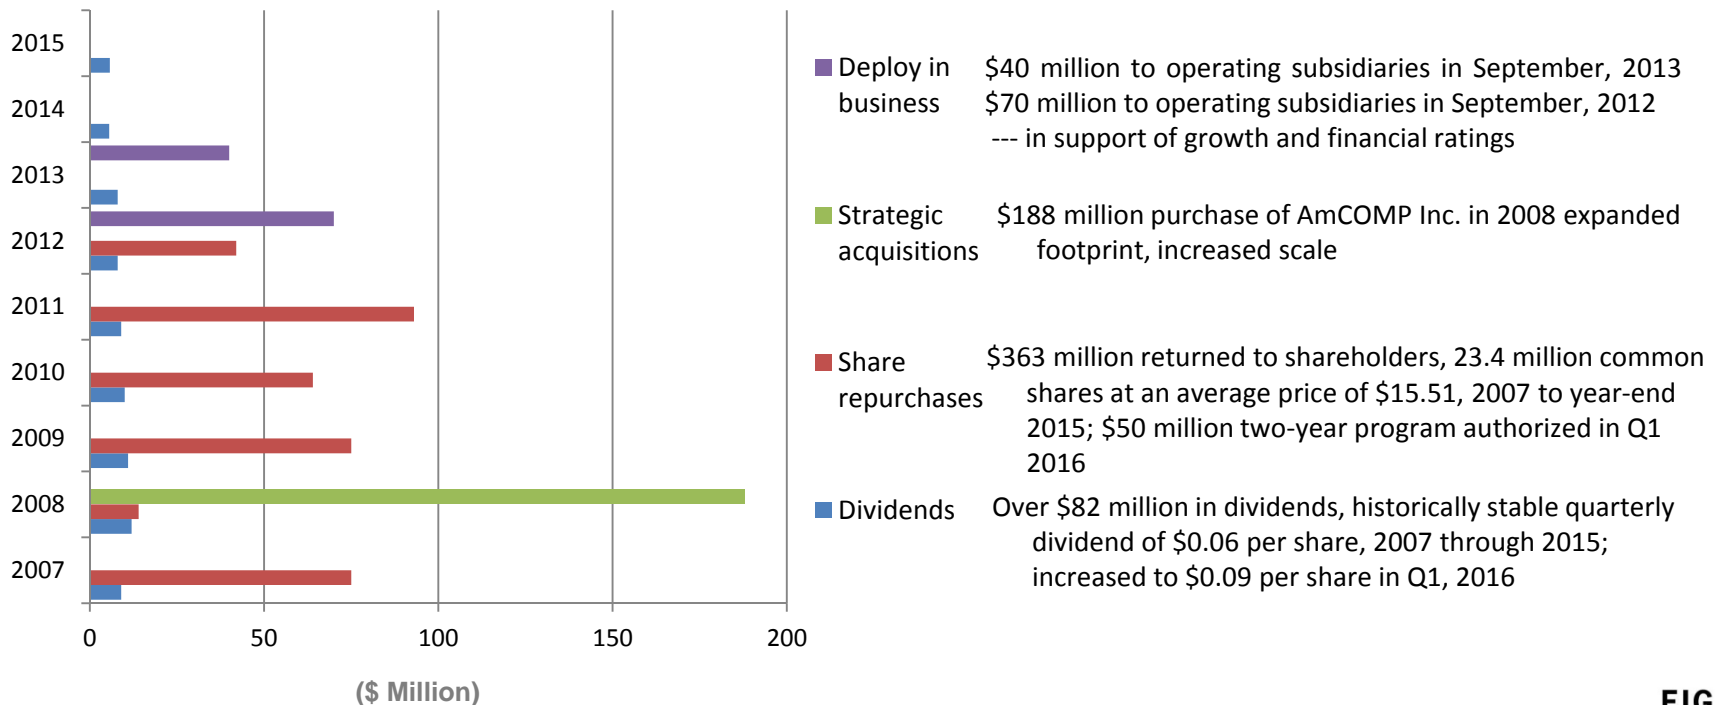 2015
2014
2013
2012
2011
2010
2009
2008
2007
0 50 100 150 200
($ Million)
Deploy in
business
$40 million to operating subsidiaries in September, 2013
$70 million to operating subsidiaries in September, 2012
--- in support of growth and financial ratings
Strategic
acquisitions
$188 million purchase of AmCOMP Inc. in 2008 expanded
footprint, increased scale
Share
repurchases
$363 million returned to shareholders, 23.4 million common
shares at an average price of $15.51, 2007 to year-end
2015; $50 million two-year program authorized in Q1
2016
Dividends
Over $82 million in dividends, historically stable quarterly
dividend of $0.06 per share, 2007 through 2015;
increased to $0.09 per share in Q1, 2016